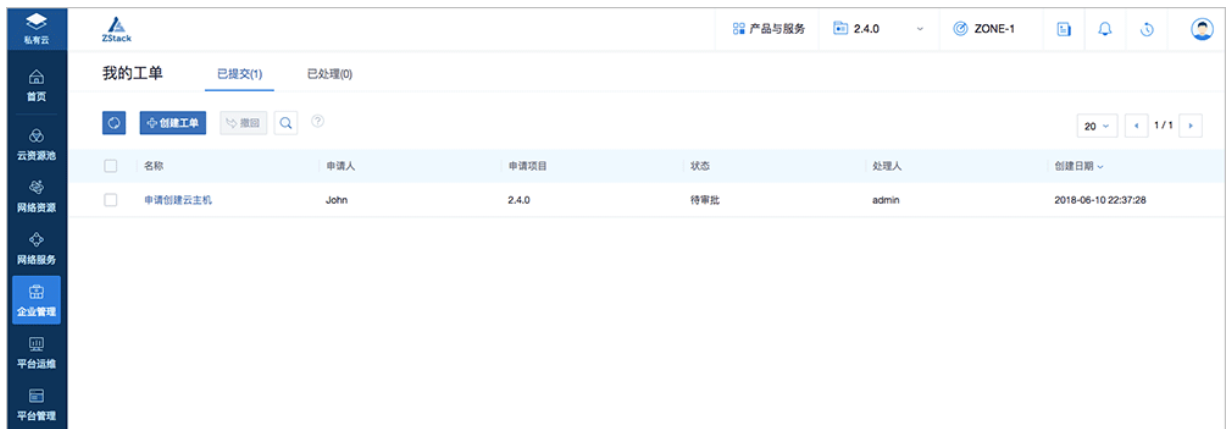 私有云
ZStack
产品与服务 2.4.0 ZONE-1
首页
云资源池
网络资源
网络服务
企业管理
平台运维
平台管理
我的工单 已提交(1) 已处理(0)
创建工单 撤回 20 1 / 1
名称 申请人 申请项目 状态 处理人 创建日期
申请创建云主机 John 2.4.0 待审批 admin 2018-06-10 22:37:28